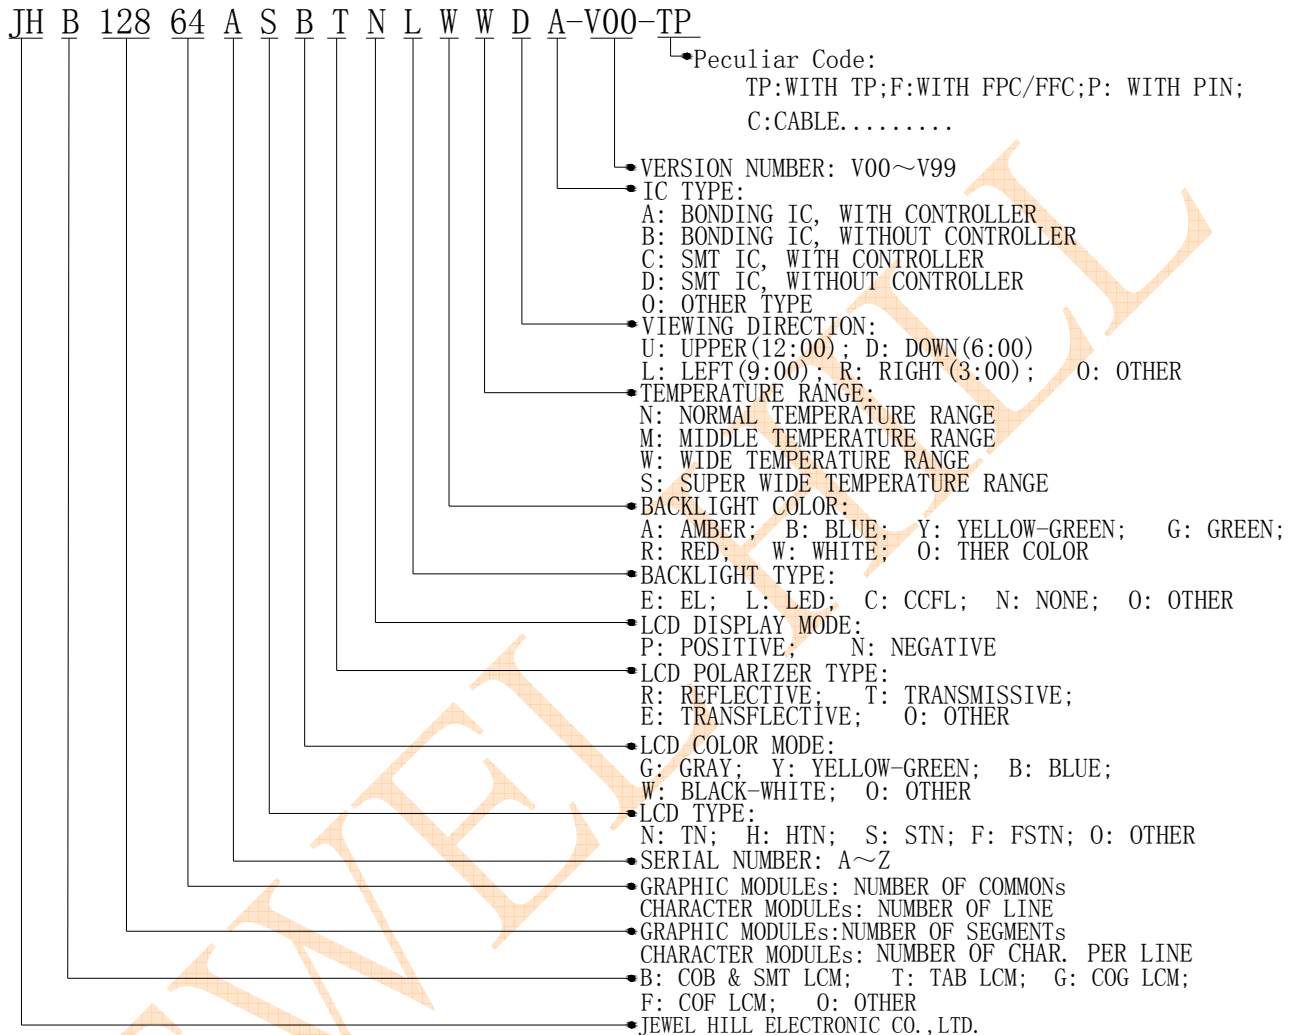 JH B 128 64 A S B T N L W W D A-V00-TP
Peculiar Code:
TP:WITH TP;F:WITH FPC/FFC;P: WITH PIN;
C:CABLE.........
VERSION NUMBER: V00~V99
IC TYPE:
A: BONDING IC, WITH CONTROLLER
B: BONDING IC, WITHOUT CONTROLLER
C: SMT IC, WITH CONTROLLER
D: SMT IC, WITHOUT CONTROLLER
O: OTHER TYPE
VIEWING DIRECTION:
U: UPPER(12:00); D: DOWN(6:00)
L: LEFT(9:00); R: RIGHT(3:00); O: OTHER
TEMPERATURE RANGE:
N: NORMAL TEMPERATURE RANGE
M: MIDDLE TEMPERATURE RANGE
W: WIDE TEMPERATURE RANGE
S: SUPER WIDE TEMPERATURE RANGE
BACKLIGHT COLOR:
A: AMBER; B: BLUE; Y: YELLOW-GREEN; G: GREEN;
R: RED; W: WHITE; O: THER COLOR
BACKLIGHT TYPE:
E: EL; L: LED; C: CCFL; N: NONE; O: OTHER
LCD DISPLAY MODE:
P: POSITIVE; N: NEGATIVE
LCD POLARIZER TYPE:
R: REFLECTIVE; T: TRANSMISSIVE;
E: TRANSFLECTIVE; O: OTHER
LCD COLOR MODE:
G: GRAY; Y: YELLOW-GREEN; B: BLUE;
W: BLACK-WHITE; O: OTHER
LCD TYPE:
N: TN; H: HTN; S: STN; F: FSTN; O: OTHER
SERIAL NUMBER: A~Z
GRAPHIC MODULEs: NUMBER OF COMMONs
CHARACTER MODULEs: NUMBER OF LINE
GRAPHIC MODULEs:NUMBER OF SEGMENTs
CHARACTER MODULEs: NUMBER OF CHAR. PER LINE
B: COB & SMT LCM; T: TAB LCM; G: COG LCM;
F: COF LCM; O: OTHER
JEWEL HILL ELECTRONIC CO.,LTD.
EWEL HILL